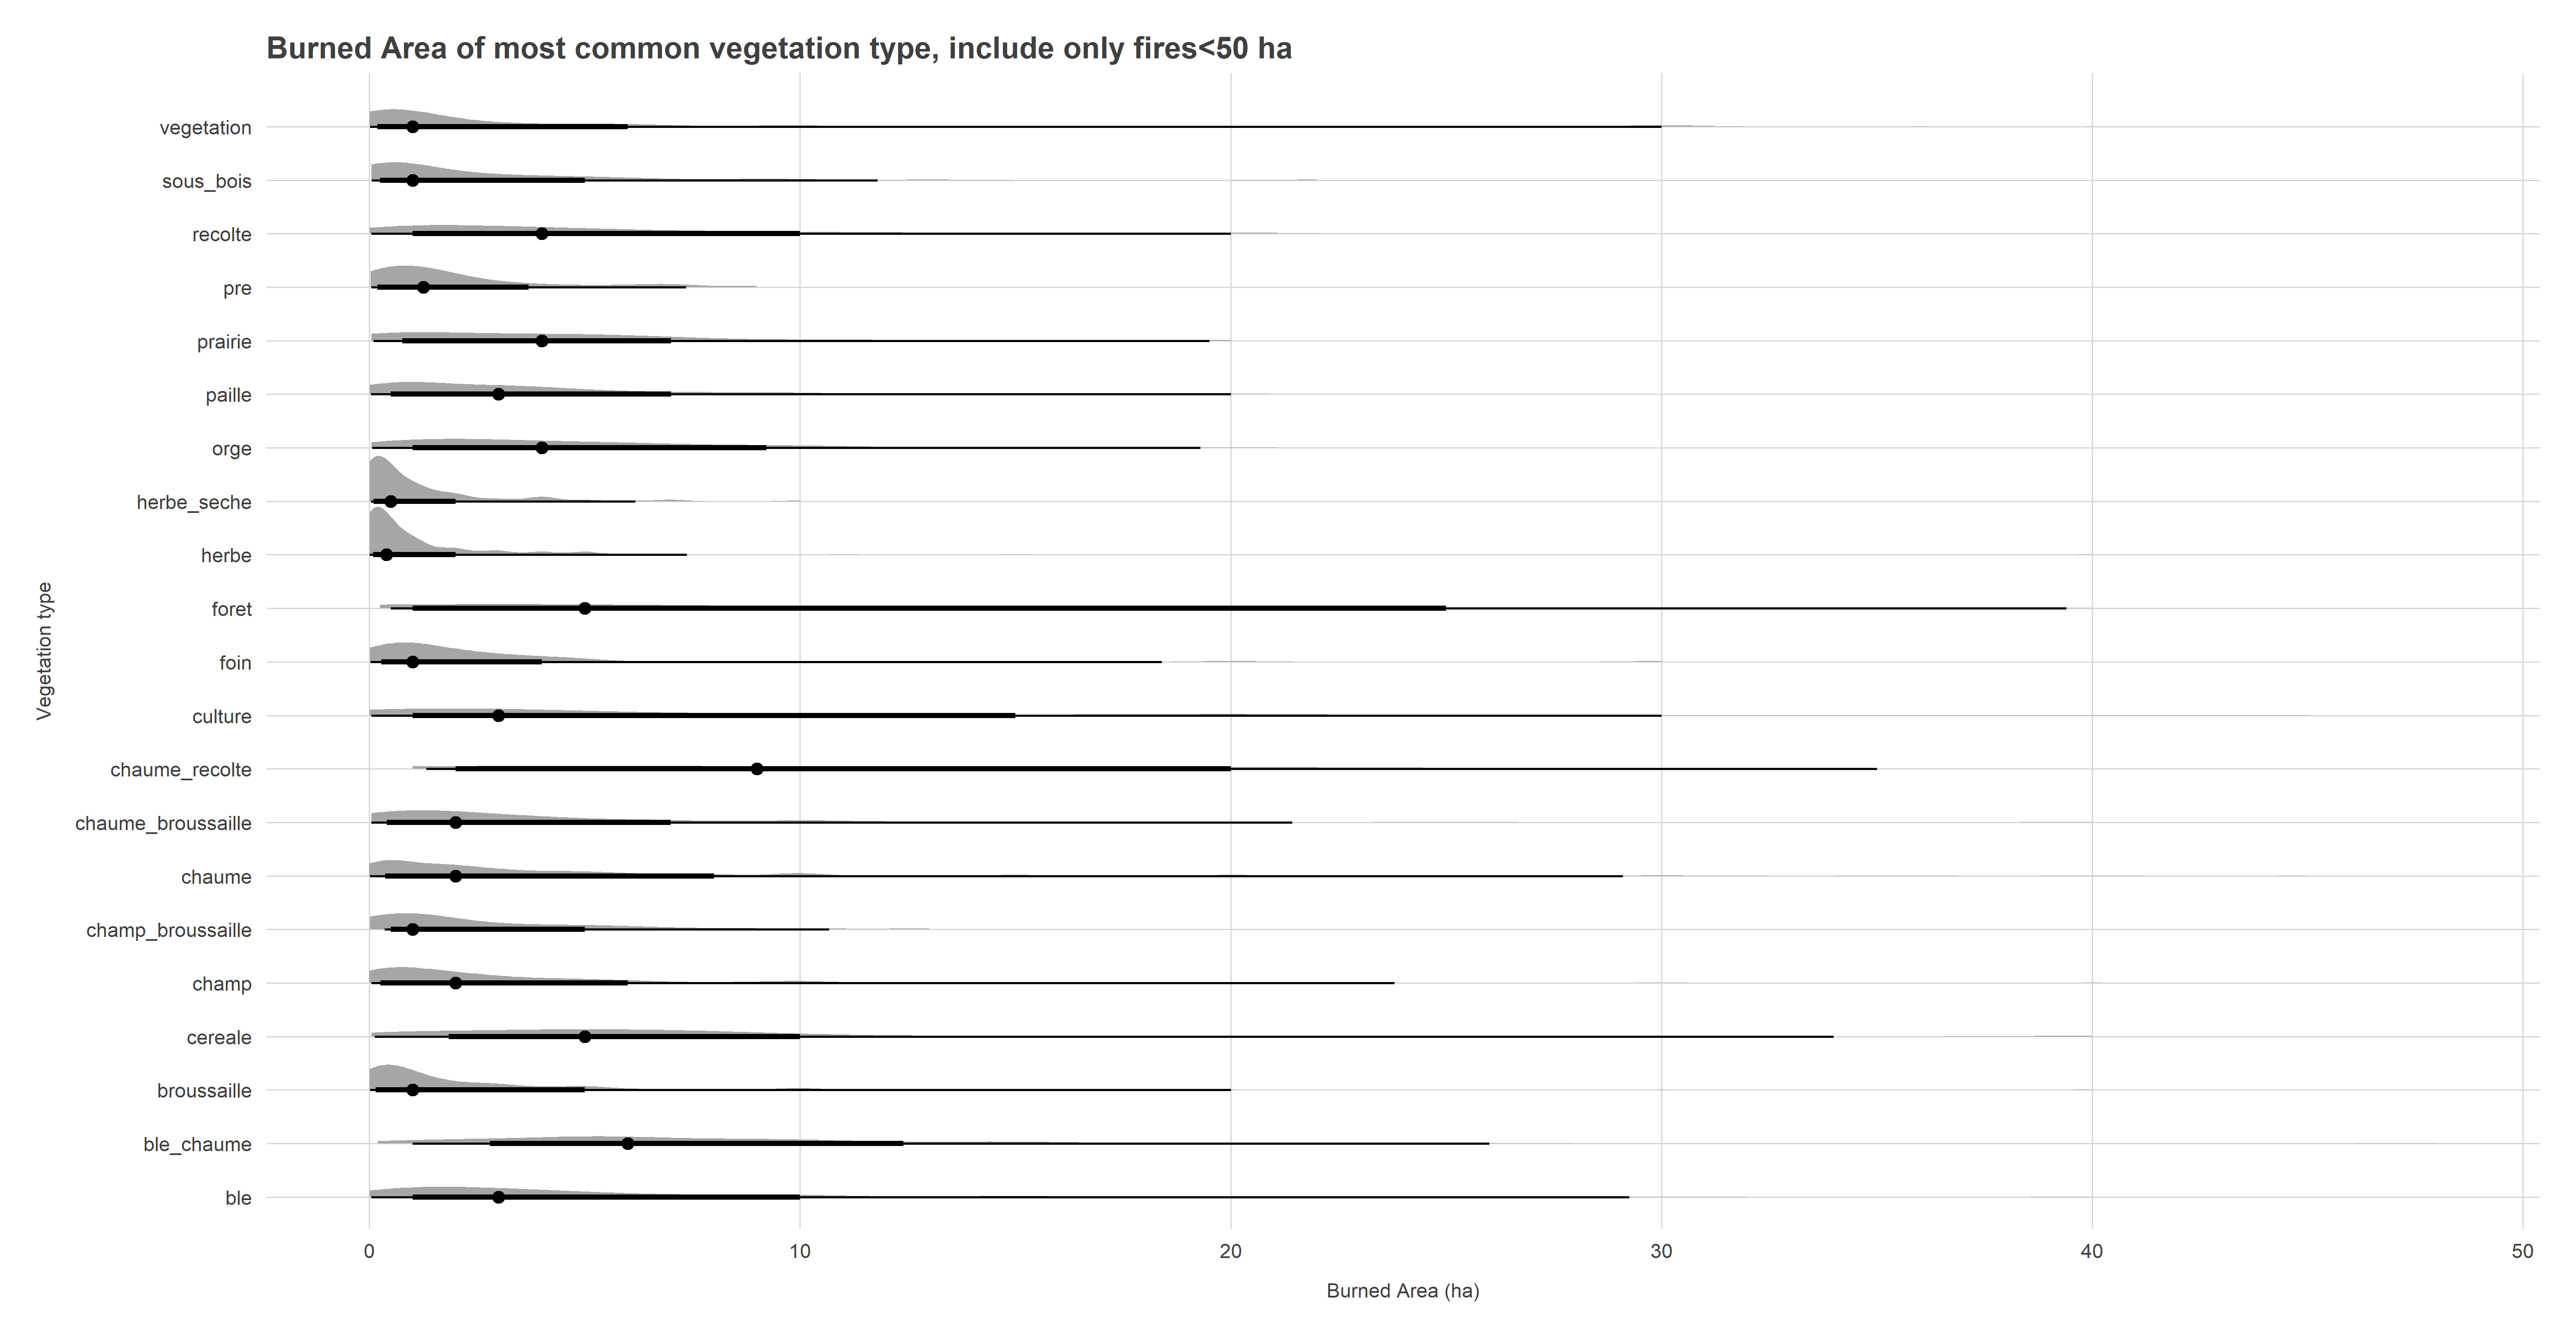 Burned Area of most common vegetation type, include only fires<50 ha
Vegetation type
vegetation
sous_bois
recolte
pre
prairie
paille
orge
herbe_seche
herbe
foret
foin
culture
chaume_recolte
chaume_broussaille
chaume
champ_broussaille
champ
cereale
broussaille
ble_chaume
ble
0 10 20 30 40 50
Burned Area (ha)